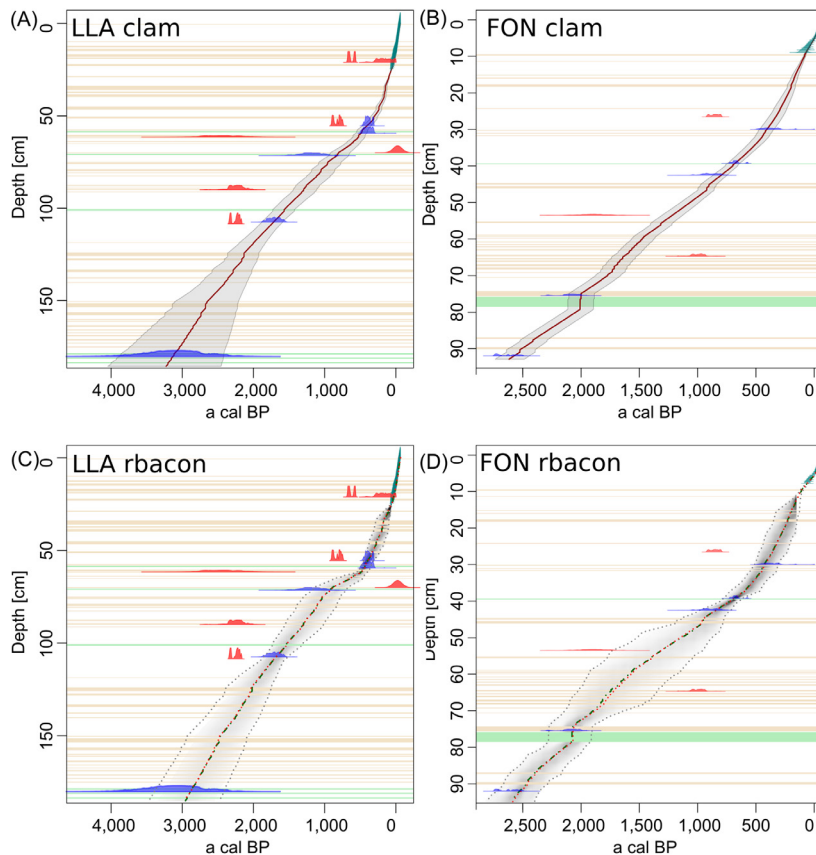 (A) LLA clam
0
50
100
150
Depth [cm]
4,000 3,000 2,000 1,000 0
a cal BP
(B) FON clam
0
10
20
30
40
50
60
70
80
90
Depth [cm]
2,500 2,000 1,500 1,000 500 0
a cal BP
(C) LLA rbacon
0
50
100
150
Depth [cm]
4,000 3,000 2,000 1,000 0
a cal BP
(D) FON rbacon
0
10
20
30
40
50
60
70
80
90
Depth [cm]
2,500 2,000 1,500 1,000 500 0
a cal BP